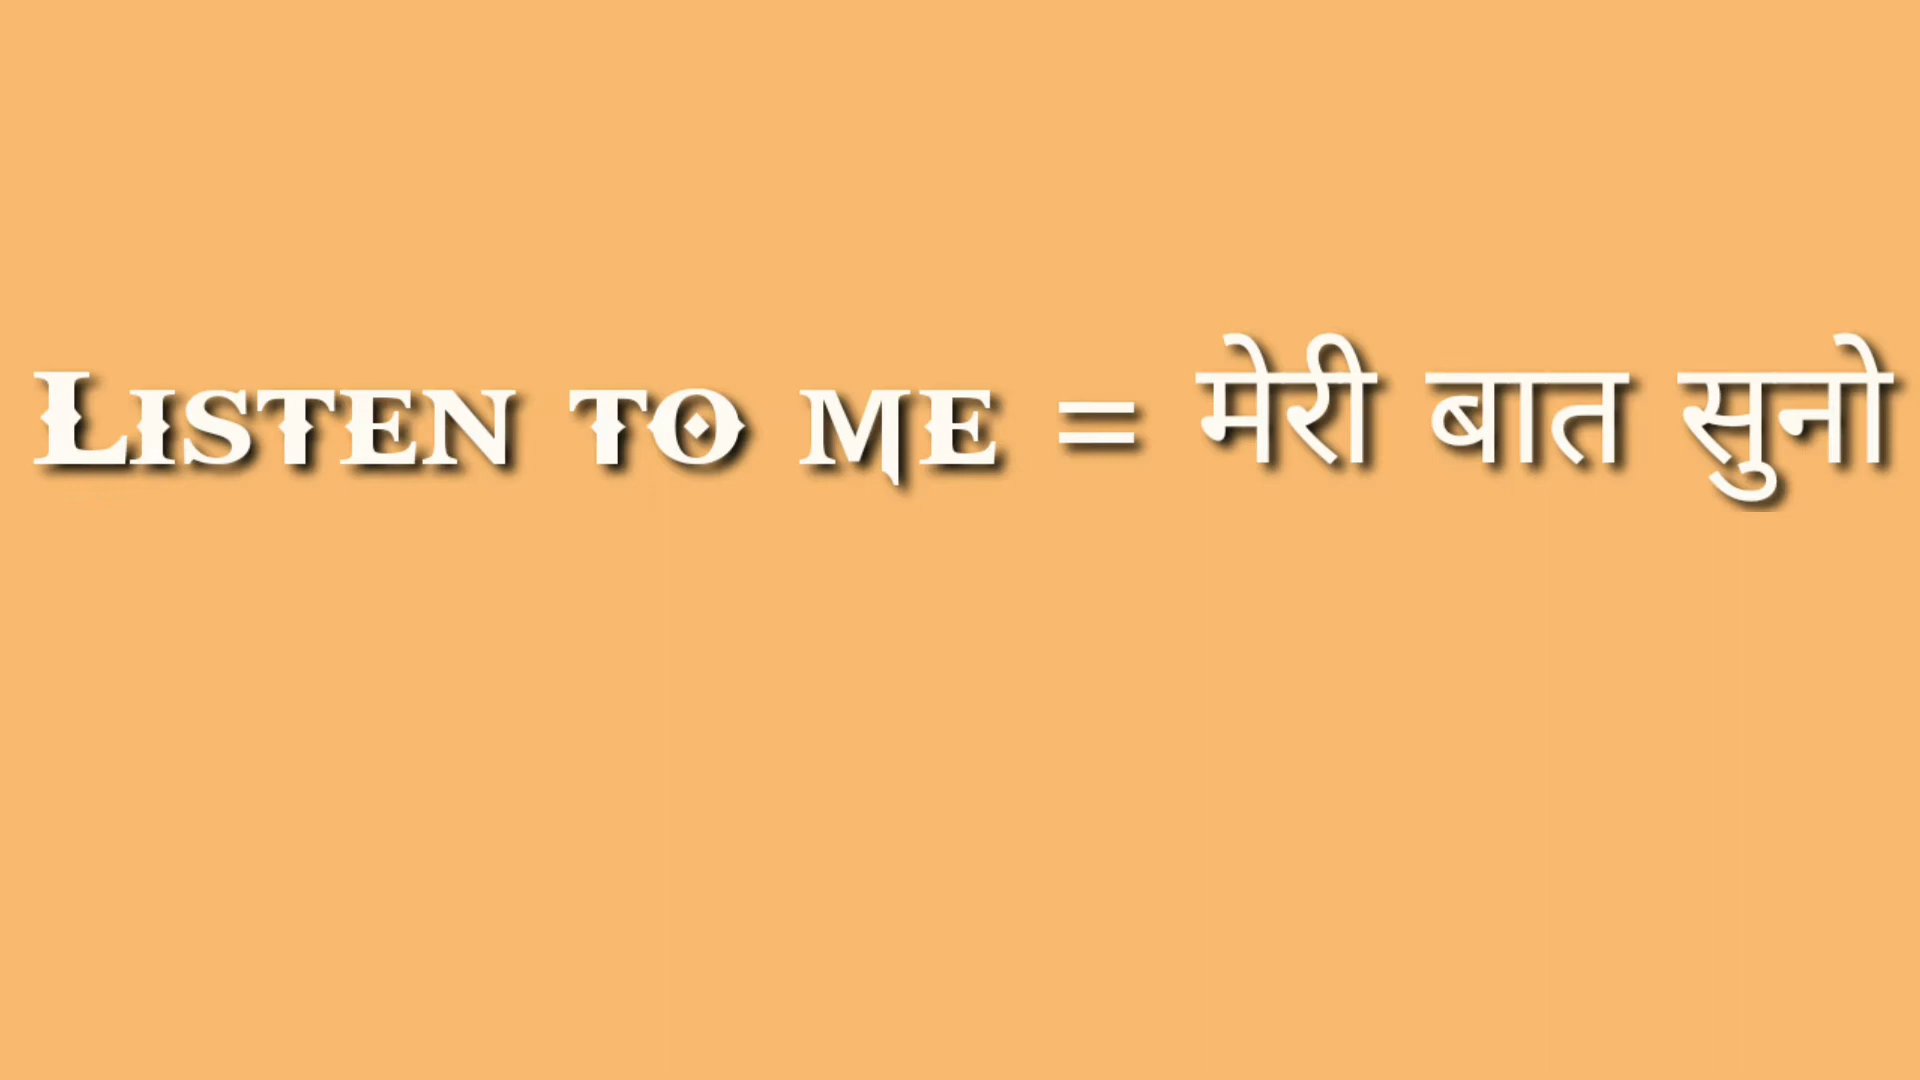 Listen to me = मेरी बात सुनो